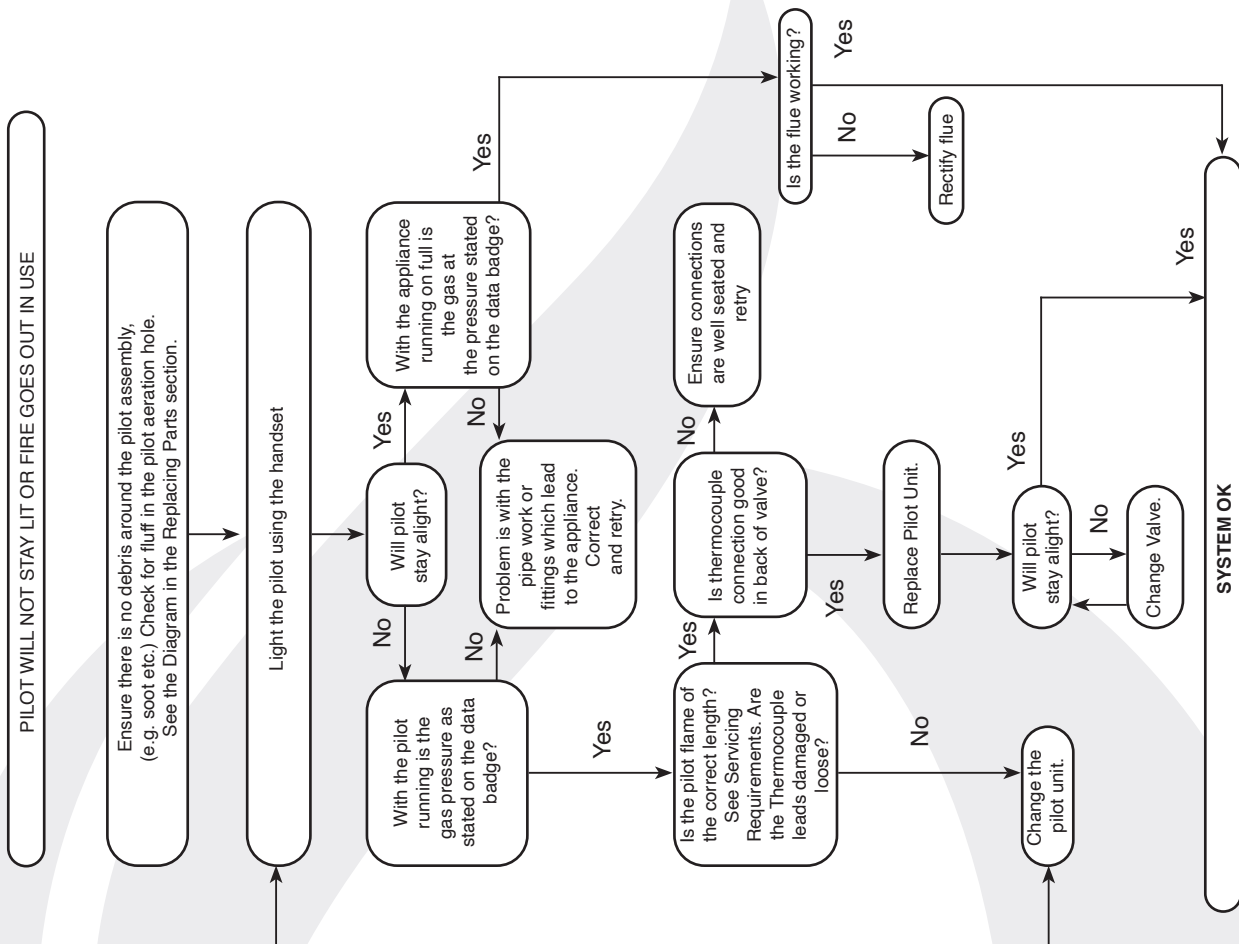 PILOT WILL NOT STAY LIT OR FIRE GOES OUT IN USE
Ensure there is no debris around the pilot assembly,
(e.g. soot etc.) Check for fluff in the pilot aeration hole.
See the Diagram in the Replacing Parts section.
Light the pilot using the handset
Will pilot
stay alight?
No
Yes
With the pilot
running is the
gas pressure as
stated on the data
badge?
No
Yes
Problem is with the
pipe work or
fittings which lead
to the appliance.
Correct
and retry.
With the appliance
running on full is
the gas at
the pressure stated
on the data badge?
No
Yes
Is the pilot flame of
the correct length?
See Servicing
Requirements. Are
the Thermocouple
leads damaged or
loose?
Yes
No
Is thermocouple
connection good
in back of valve?
No
Yes
Ensure connections
are well seated and
retry
Is the flue working?
No
Yes
Rectify flue
Replace Pilot Unit.
Change the
pilot unit.
Will pilot
stay alight?
Yes
No
Change Valve.
Yes
SYSTEM OK